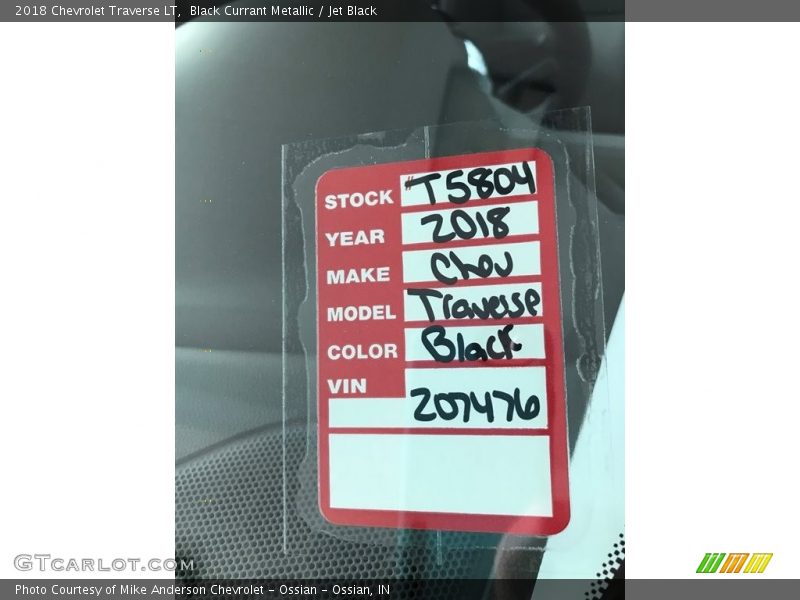 2018 Chevrolet Traverse LT, Black Currant Metallic / Jet Black
STOCK #T5804
YEAR 2018
MAKE Chev
MODEL Travesse
COLOR Black
VIN 207476
GTcarlot.com
Photo Courtesy of Mike Anderson Chevrolet - Ossian - Ossian, IN